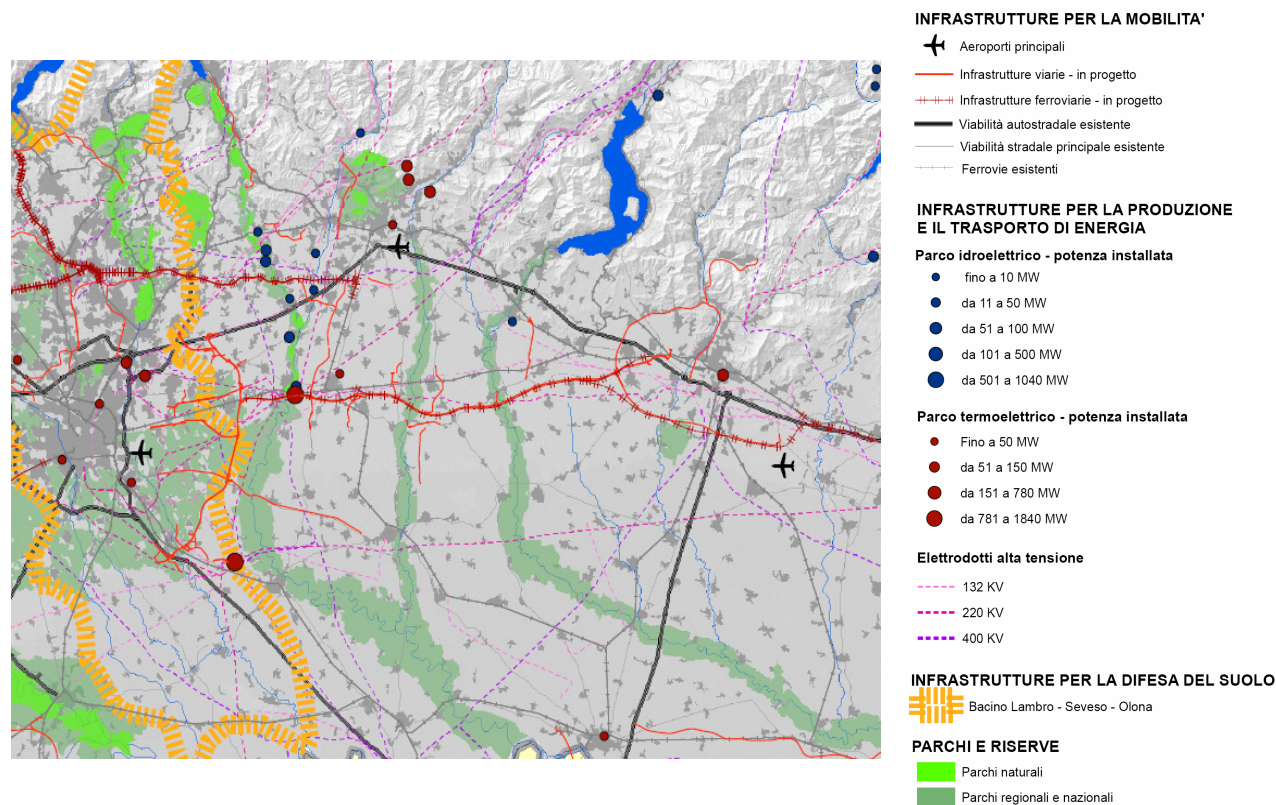 INFRASTRUTTURE PER LA MOBILITA'
Aeroporti principali
Infrastrutture viarie - in progetto
Infrastrutture ferroviarie - in progetto
Viabilità autostradale esistente
Viabilità stradale principale esistente
Ferrovie esistenti
INFRASTRUTTURE PER LA PRODUZIONE
E IL TRASPORTO DI ENERGIA
Parco idroelettrico - potenza installata
fino a 10 MW
da 11 a 50 MW
da 51 a 100 MW
da 101 a 500 MW
da 501 a 1040 MW
Parco termoelettrico - potenza installata
Fino a 50 MW
da 51 a 150 MW
da 151 a 780 MW
da 781 a 1840 MW
Elettrodotti alta tensione
132 KV
220 KV
400 KV
INFRASTRUTTURE PER LA DIFESA DEL SUOLO
Bacino Lambro - Seveso - Olona
PARCHI E RISERVE
Parchi naturali
Parchi regionali e nazionali